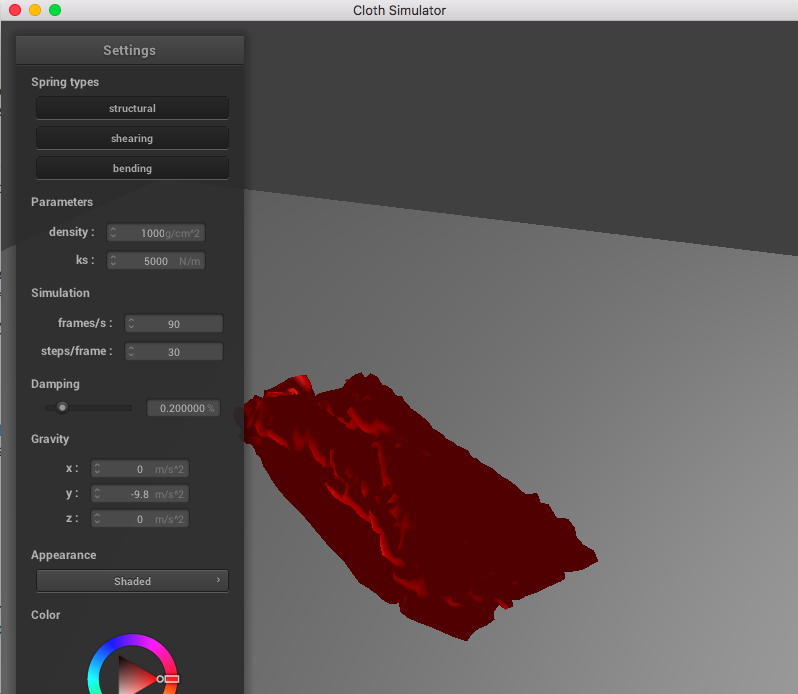 Cloth Simulator
Settings
Spring types
structural
shearing
bending
Parameters
density : 1000 g/cm^2
ks : 5000 N/m
Simulation
frames/s : 90
steps/frame : 30
Damping
0.200000 %
Gravity
x : 0 m/s^2
y : -9.8 m/s^2
z : 0 m/s^2
Appearance
Shaded
Color